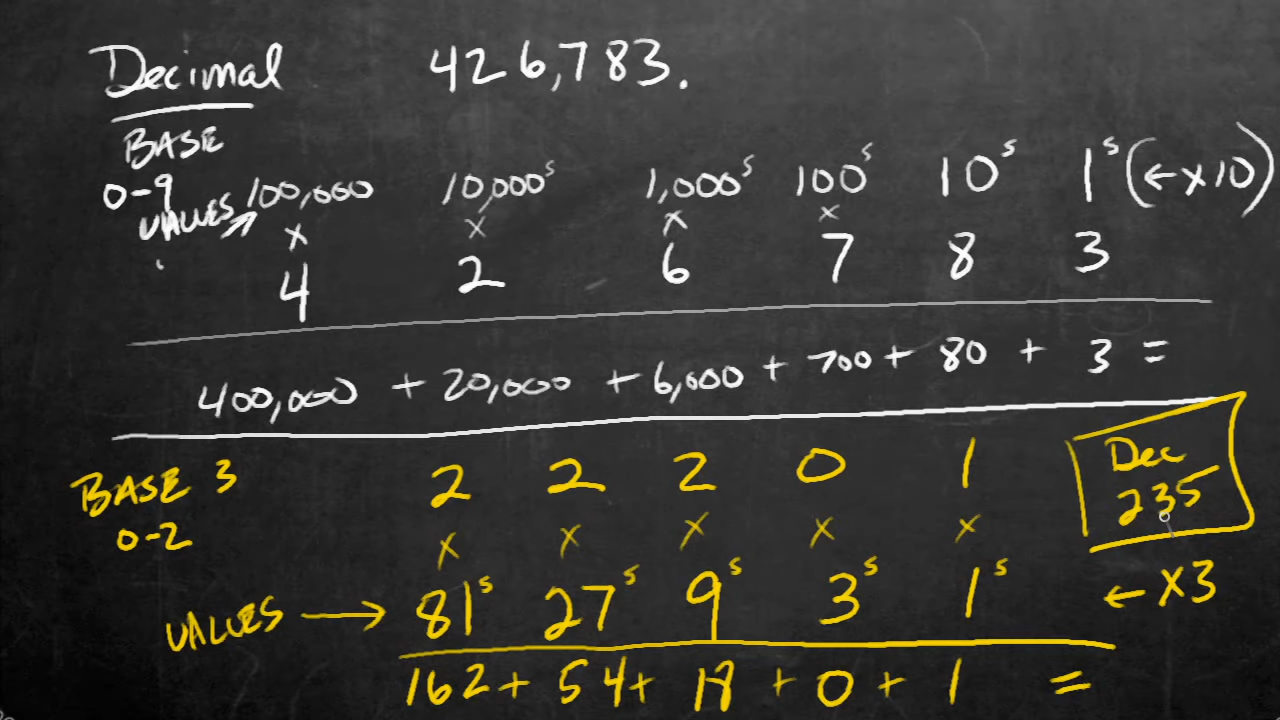 Decimal 426,783.
BASE
0-9
VALUES 100,000 10,000s 1,000s 100s 10s 1s (← x10)
x x x x
4 2 6 7 8 3
400,000 + 20,000 + 6,000 + 700 + 80 + 3 =
BASE 3 2 2 2 0 1
0-2 x x x x x
Dec
235
VALUES → 81s 27s 9s 3s 1s ← x3
162 + 54 + 18 + 0 + 1 =